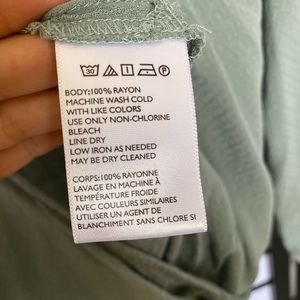 30 P
BODY:100% RAYON
MACHINE WASH COLD
WITH LIKE COLORS
USE ONLY NON-CHLORINE
BLEACH
LINE DRY
LOW IRON AS NEEDED
MAY BE DRY CLEANED
CORPS:100% RAYONNE
LAVAGE EN MACHINE À
TEMPÉRATURE FROIDE
AVEC COULEURS SIMILAIRES
UTILISER UN AGENT DE
BLANCHIMENT SANS CHLORE SI